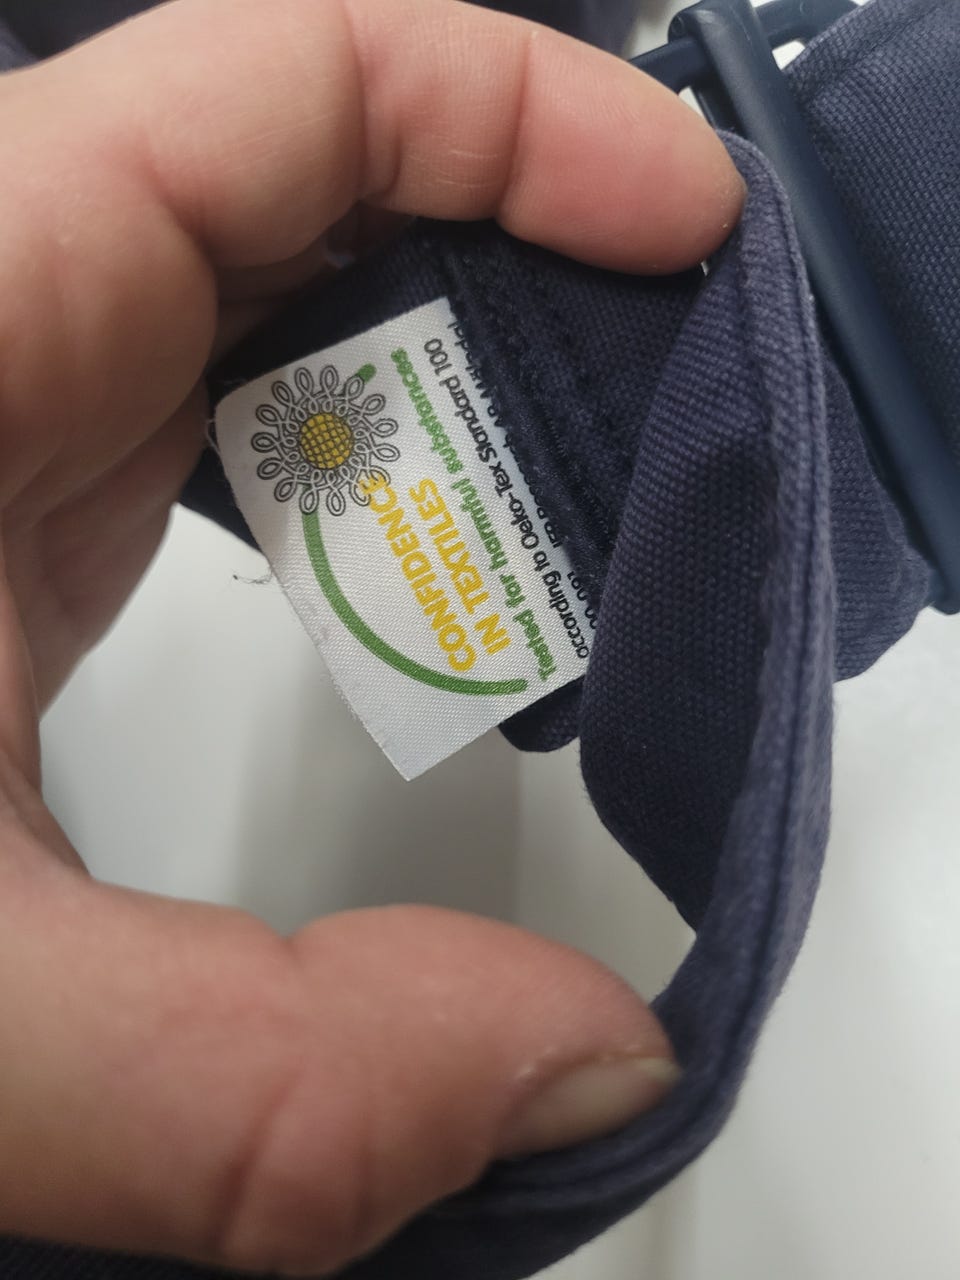 CONFIDENCE
IN TEXTILES
Tested for harmful substances
according to Oeko-Tex Standard 100